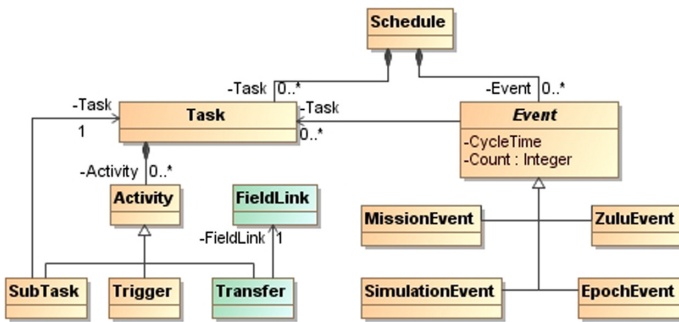 Schedule
-Task 0..*
-Event 0..*
-Task
1
Task
-Task
0..*
Event
-CycleTime
-Count : Integer
-Activity 0..*
Activity
FieldLink
-FieldLink 1
MissionEvent
ZuluEvent
SubTask
Trigger
Transfer
SimulationEvent
EpochEvent